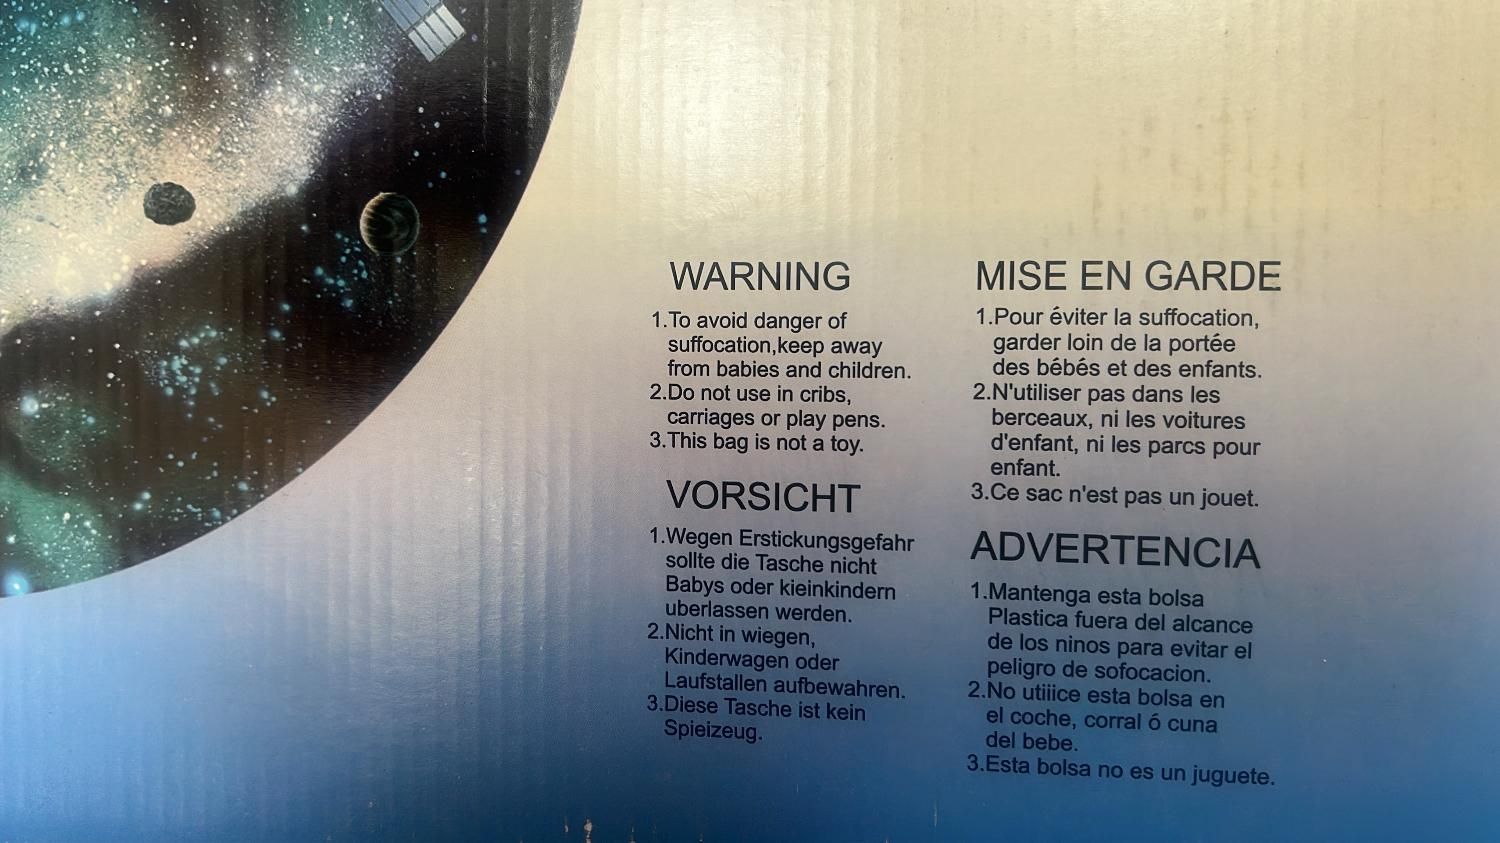 WARNING
1.To avoid danger of
suffocation,keep away
from babies and children.
2.Do not use in cribs,
carriages or play pens.
3.This bag is not a toy.
VORSICHT
1.Wegen Erstickungsgefahr
sollte die Tasche nicht
Babys oder kieinkindern
uberlassen werden.
2.Nicht in wiegen,
Kinderwagen oder
Laufstallen aufbewahren.
3.Diese Tasche ist kein
Spieizeug.
MISE EN GARDE
1.Pour éviter la suffocation,
garder loin de la portée
des bébés et des enfants.
2.N'utiliser pas dans les
berceaux, ni les voitures
d'enfant, ni les parcs pour
enfant.
3.Ce sac n'est pas un jouet.
ADVERTENCIA
1.Mantenga esta bolsa
Plastica fuera del alcance
de los ninos para evitar el
peligro de sofocacion.
2.No utiiice esta bolsa en
el coche, corral ó cuna
del bebe.
3.Esta bolsa no es un juguete.